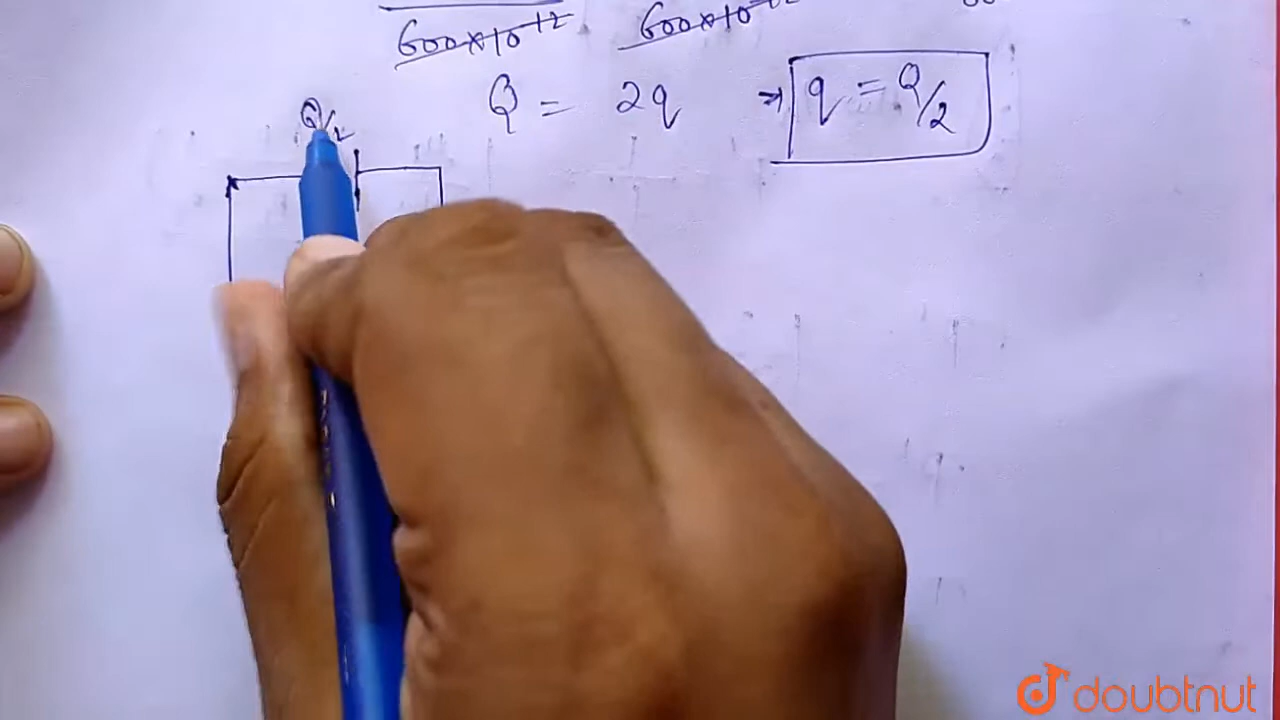 600×10⁻¹² 600×10⁻¹²
Q = 2q ⇒ q = Q/2
Q/2
doubtnut